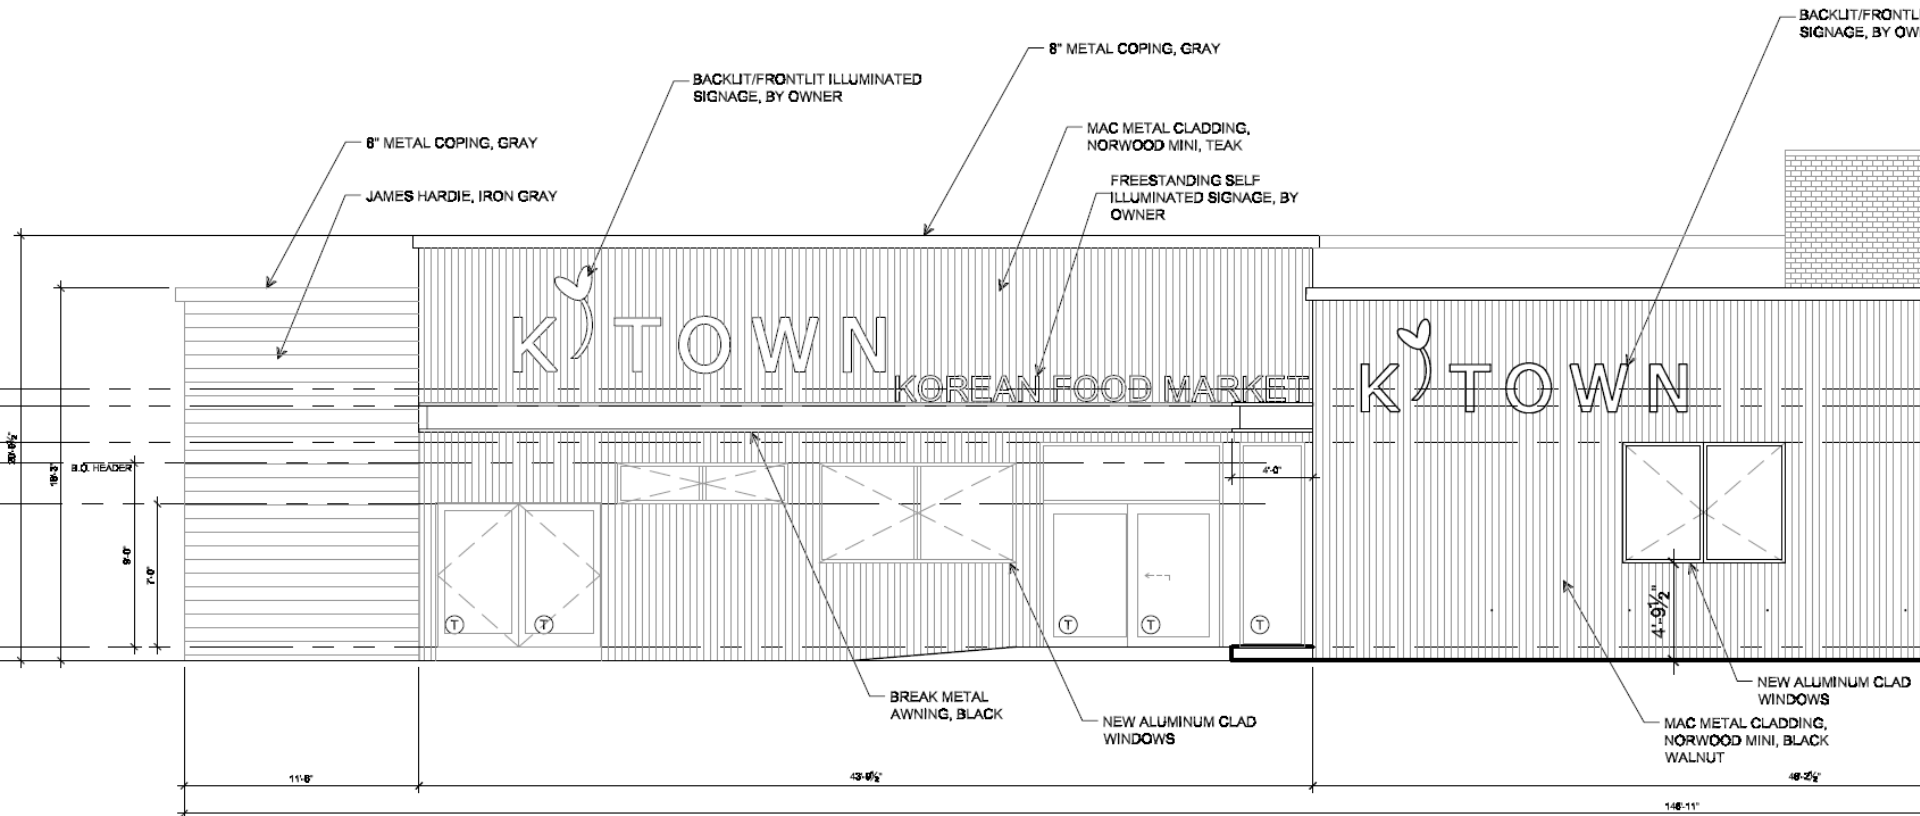 BACKLIT/FRONTLI
SIGNAGE, BY OW
8" METAL COPING, GRAY
BACKLIT/FRONTLIT ILLUMINATED
SIGNAGE, BY OWNER
MAC METAL CLADDING,
NORWOOD MINI, TEAK
6" METAL COPING, GRAY
FREESTANDING SELF
ILLUMINATED SIGNAGE, BY
OWNER
JAMES HARDIE, IRON GRAY
K TOWN
KOREAN FOOD MARKET
K TOWN
B.O. HEADER
4'-0"
9'-0"
7'-0"
T
T
T
T
T
4'-9½"
BREAK METAL
AWNING, BLACK
NEW ALUMINUM CLAD
WINDOWS
NEW ALUMINUM CLAD
WINDOWS
MAC METAL CLADDING,
NORWOOD MINI, BLACK
WALNUT
146'-11"